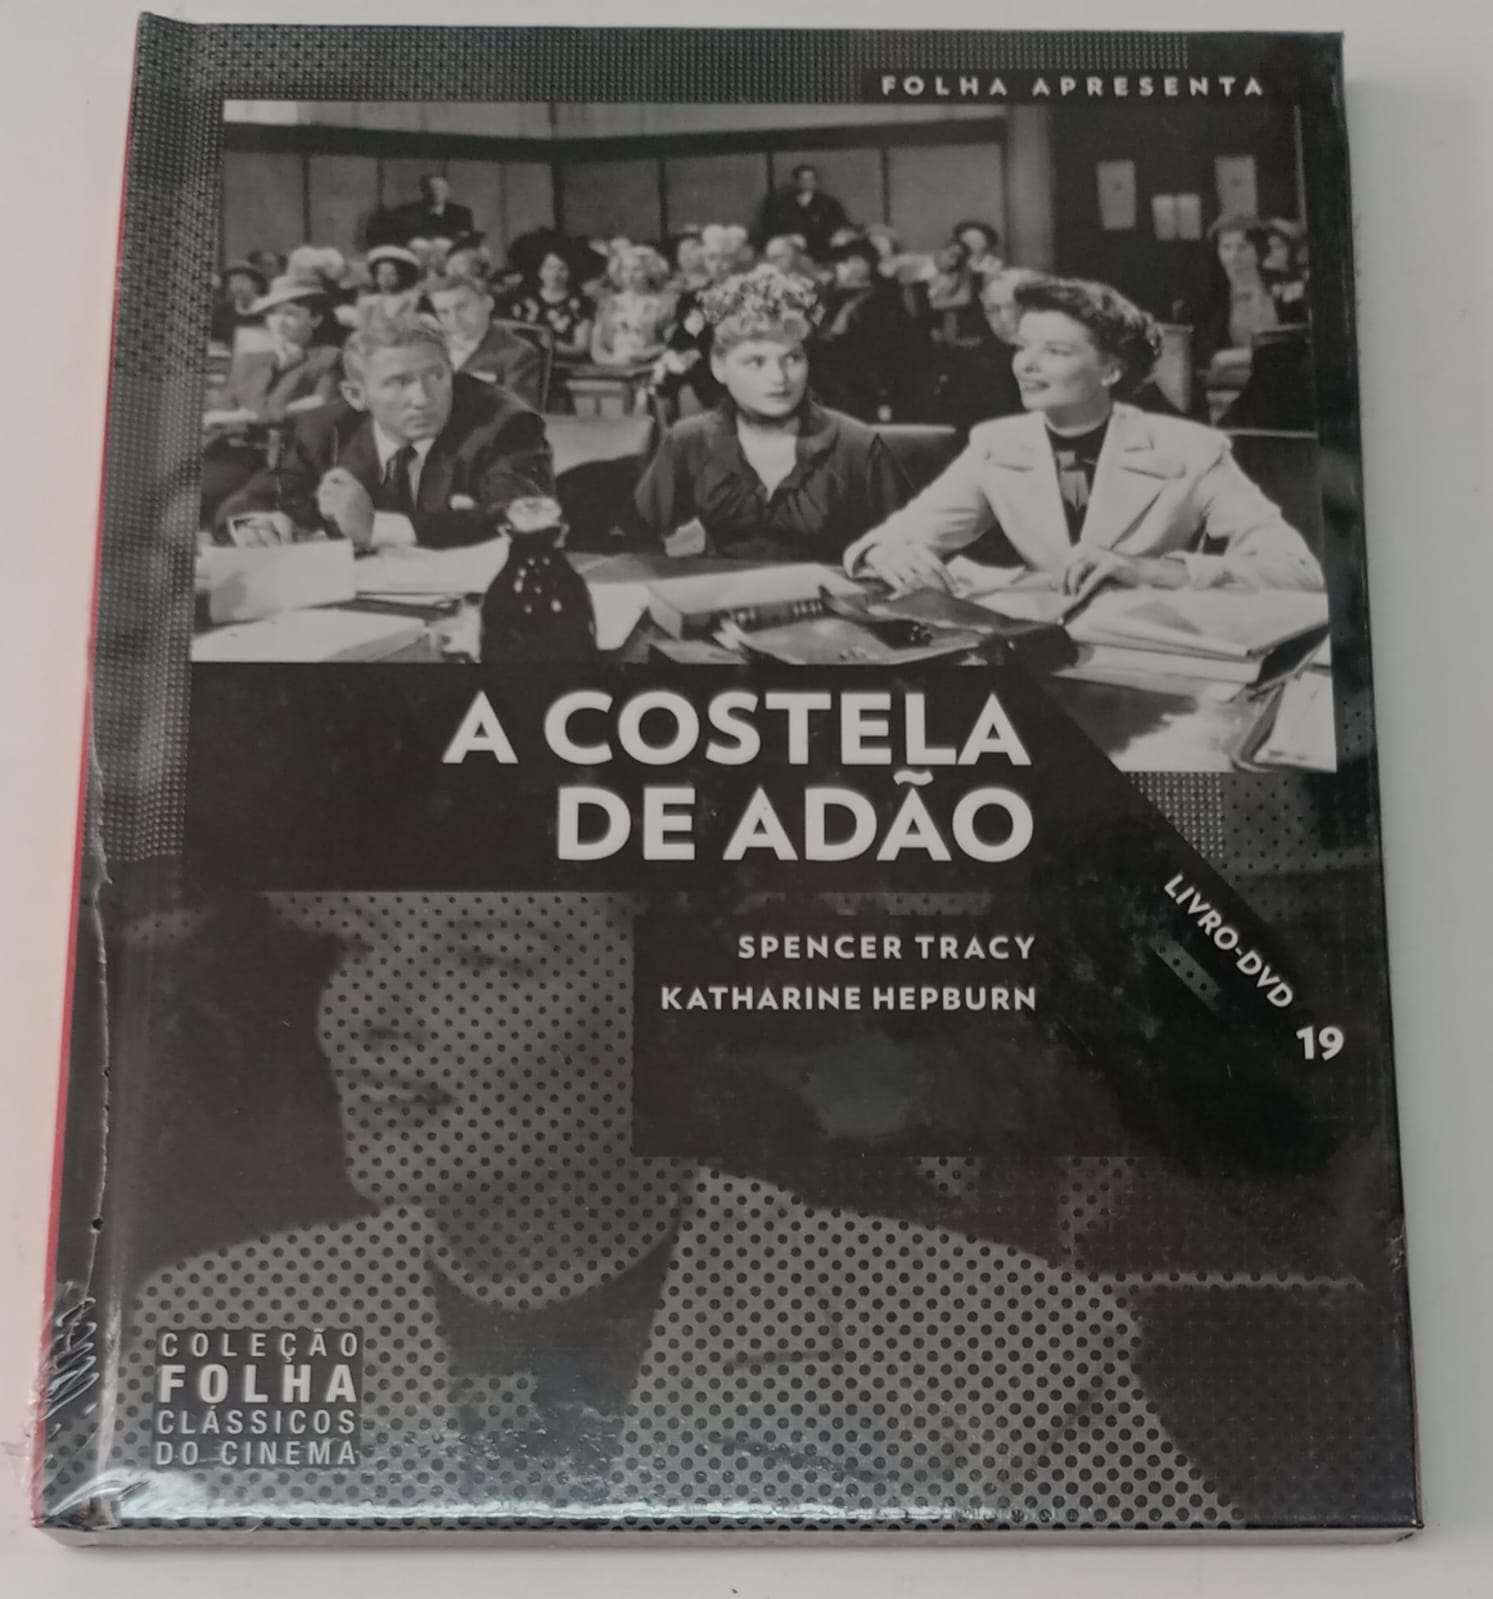 FOLHA APRESENTA
A COSTELA
DE ADÃO
SPENCER TRACY
KATHARINE HEPBURN
LIVRO-DVD 19
COLEÇÃO
FOLHA
CLÁSSICOS
DO CINEMA